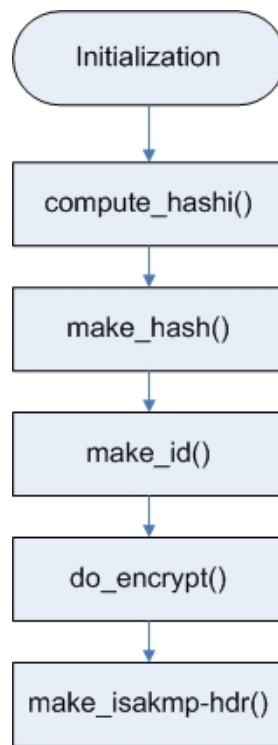 Initialization
compute_hashi()
make_hash()
make_id()
do_encrypt()
make_isakmp-hdr()